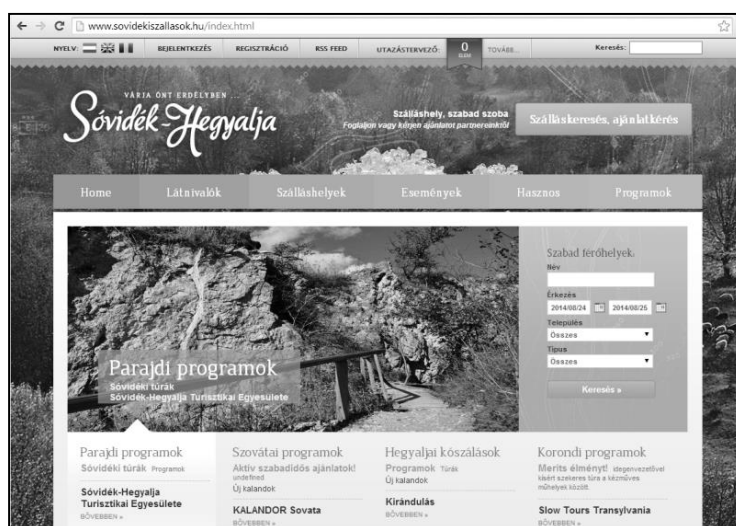 www.sovidekiszallasok.hu/index.html
NYELV: BEJELENTKEZÉS REGISZTRÁCIÓ RSS FEED UTAZÁSTERVEZŐ: 0 TOVÁBB... Keresés:
VÁRJA ÖNT ERDÉLYBEN
Sóvidék-Hegyalja
Szálláshely, szabad szoba
Foglaljon vagy kérjen ajánlatot partnereinktől
Szálláskeresés, ajánlatkérés
Home Látnivalók Szálláshelyek Események Hasznos Programok
Szabad férőhelyek:
Név
Érkezés
2014/08/24 2014/08/25
Település
Összes
Típus
Összes
Keresés »
Parajdi programok
Sóvidéki túrák
Sóvidék-Hegyalja Turisztikai Egyesülete
Parajdi programok
Sóvidéki túrák Programok
Sóvidék-Hegyalja
Turisztikai Egyesülete
BŐVEBBEN »
Szovátai programok
Aktív szabadidős ajánlatok!
undefined
Új kalandok
KALANDOR Sovata
BŐVEBBEN »
Hegyaljai kószálások
Programok Túrák
Új kalandok
Kirándulás
BŐVEBBEN »
Korondi programok
Merits élményt! Idegenvezetővel
kísért szekeres túra a kézműves
műhelyek között.
Slow Tours Transylvania
BŐVEBBEN »